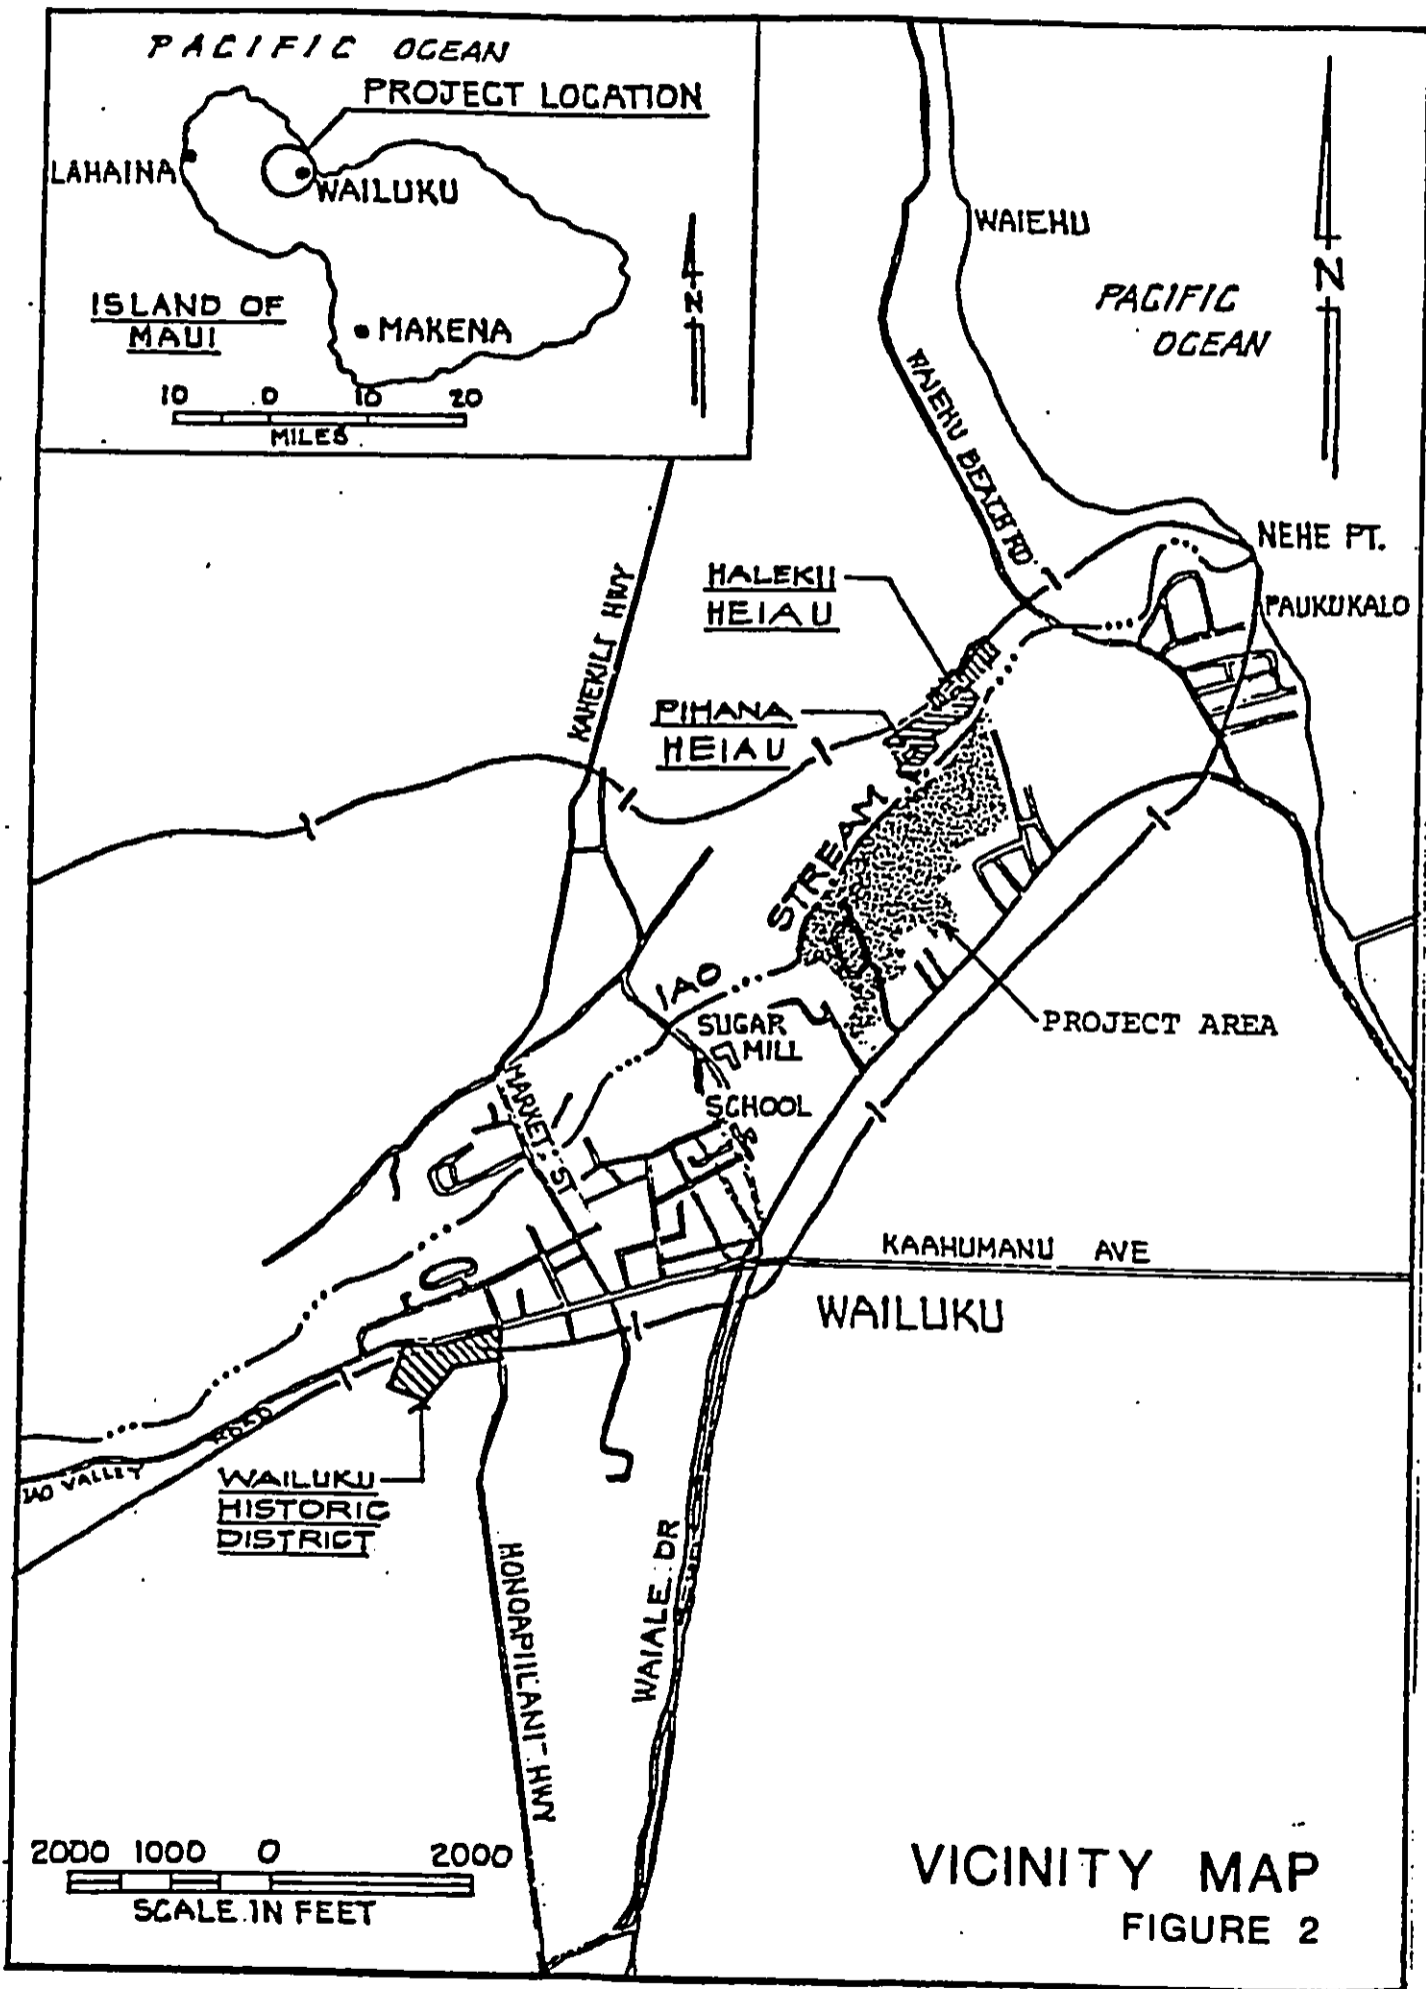 PACIFIC OCEAN
PROJECT LOCATION
LAHAINA
WAILUKU
ISLAND OF
MAUI
MAKENA
N
10 0 10 20
MILES
WAIEHU
PACIFIC
OCEAN
N
WAIEHU BEACH RD.
NEHE PT.
PAUKUKALO
HALEKII
HEIAU
KAHEKILI HWY
PIHANA
HEIAU
IAO STREAM
SUGAR
MILL
PROJECT AREA
SCHOOL
MARKET ST
KAAHUMANU AVE
WAILUKU
IAO VALLEY ROAD
WAILUKU
HISTORIC
DISTRICT
HONOAPIILANI HWY
WAIALE DR
2000 1000 0 2000
SCALE IN FEET
VICINITY MAP
FIGURE 2